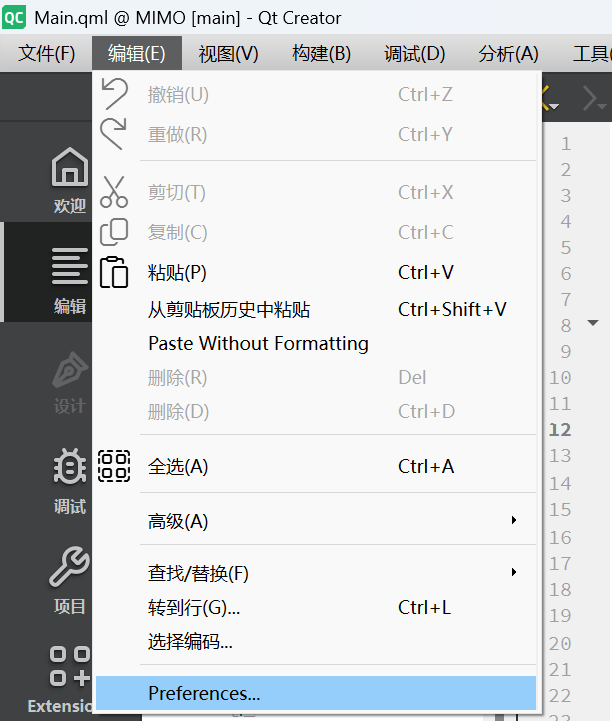 QC Main.qml @ MIMO [main] - Qt Creator
文件(F) 编辑(E) 视图(V) 构建(B) 调试(D) 分析(A) 工具(
撤销(U) Ctrl+Z
重做(R) Ctrl+Y
剪切(T) Ctrl+X
复制(C) Ctrl+C
粘贴(P) Ctrl+V
从剪贴板历史中粘贴 Ctrl+Shift+V
Paste Without Formatting
删除(R) Del
删除(D) Ctrl+D
全选(A) Ctrl+A
高级(A)
查找/替换(F)
转到行(G)... Ctrl+L
选择编码...
Preferences...
欢迎
编辑
设计
调试
项目
Extensio
1
2
3
4
5
6
7
8
9
10
11
12
13
14
15
16
17
18
19
20
21
22
23